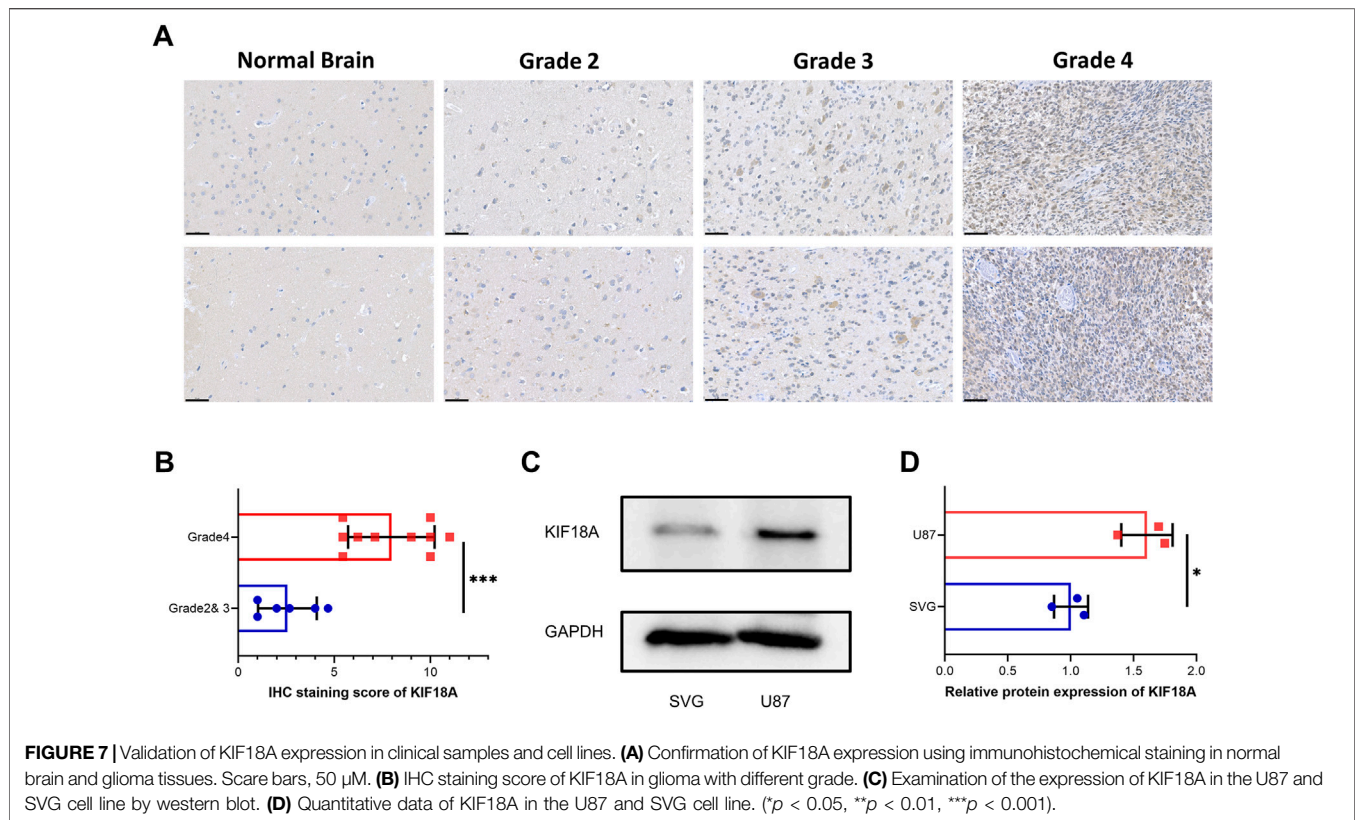 A
Normal Brain Grade 2 Grade 3 Grade 4
B
Grade4
Grade2& 3
***
0 5 10
IHC staining score of KIF18A
C
KIF18A
GAPDH
SVG U87
D
U87
SVG
*
0.0 0.5 1.0 1.5 2.0
Relative protein expression of KIF18A
FIGURE 7 | Validation of KIF18A expression in clinical samples and cell lines. (A) Confirmation of KIF18A expression using immunohistochemical staining in normal
brain and glioma tissues. Scare bars, 50 μM. (B) IHC staining score of KIF18A in glioma with different grade. (C) Examination of the expression of KIF18A in the U87 and
SVG cell line by western blot. (D) Quantitative data of KIF18A in the U87 and SVG cell line. (*p < 0.05, **p < 0.01, ***p < 0.001).